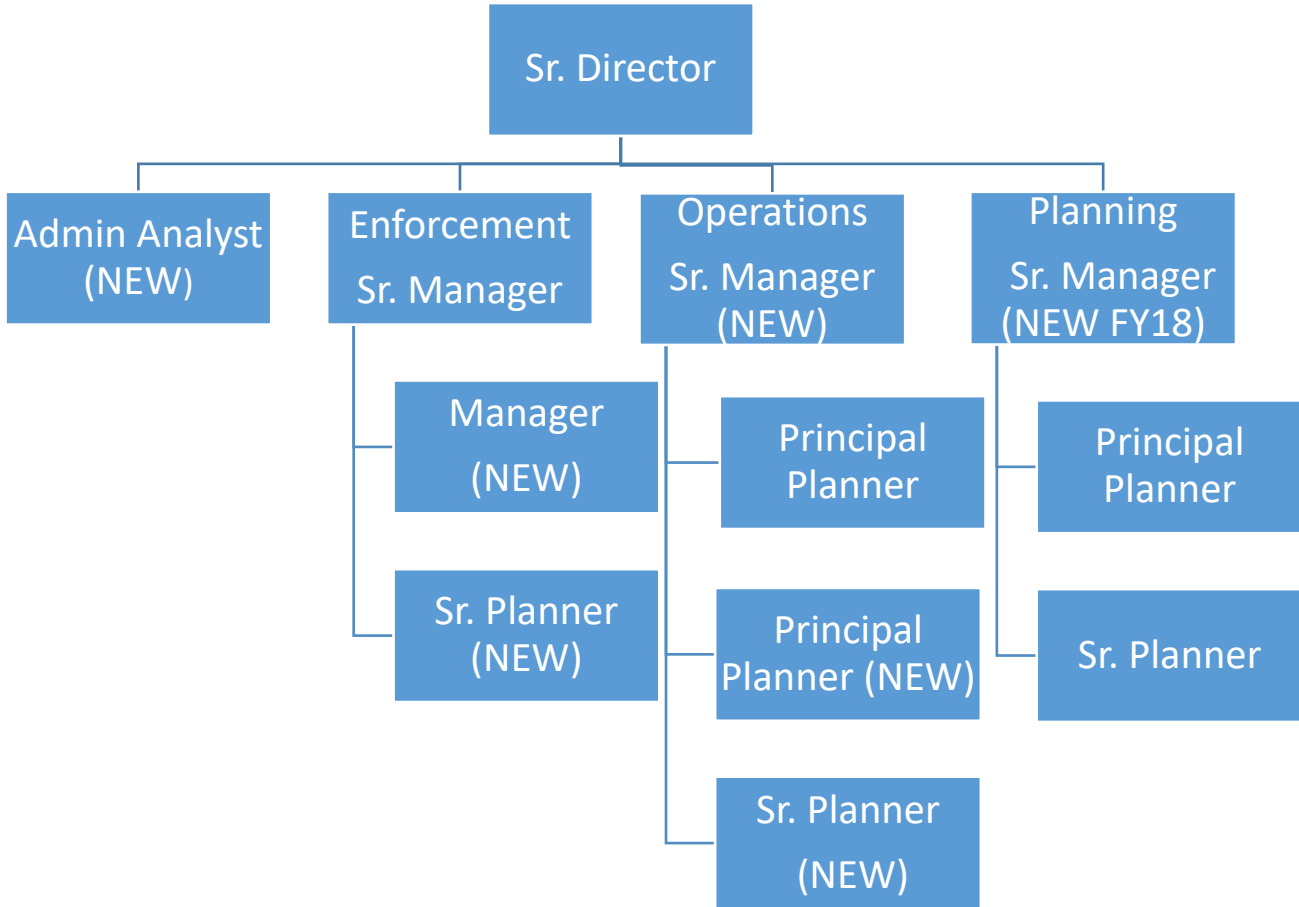 Sr. Director
Admin Analyst
(NEW)
Enforcement
Sr. Manager
Operations
Sr. Manager
(NEW)
Planning
Sr. Manager
(NEW FY18)
Manager
(NEW)
Sr. Planner
(NEW)
Principal
Planner
Principal
Planner (NEW)
Sr. Planner
(NEW)
Principal
Planner
Sr. Planner